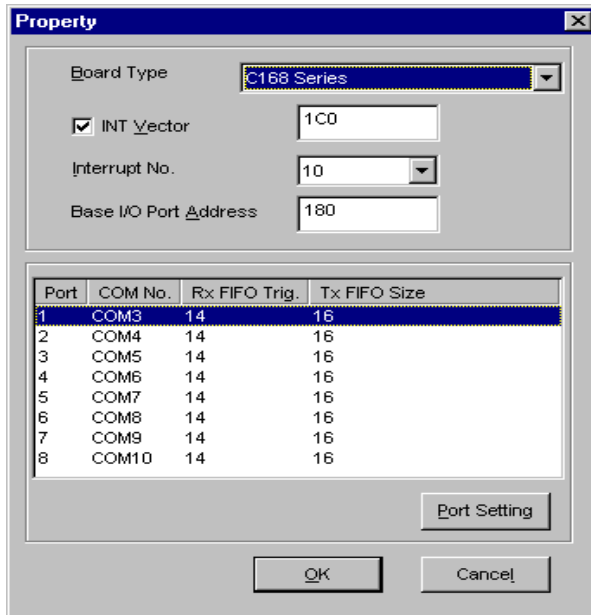 Property
Board Type C168 Series
INT Vector 1C0
Interrupt No. 10
Base I/O Port Address 180
Port COM No. Rx FIFO Trig. Tx FIFO Size
1 COM3 14 16
2 COM4 14 16
3 COM5 14 16
4 COM6 14 16
5 COM7 14 16
6 COM8 14 16
7 COM9 14 16
8 COM10 14 16
Port Setting
OK Cancel